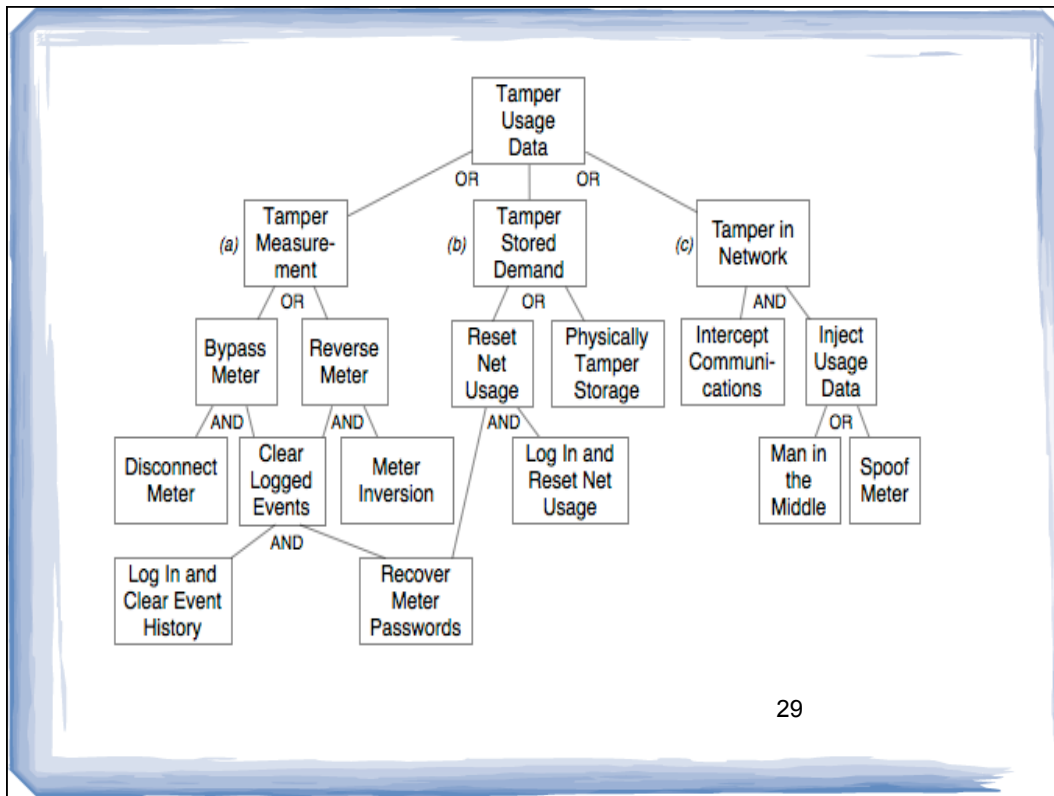 Tamper
Usage
Data
OR
OR
(a)
Tamper
Measure-
ment
(b)
Tamper
Stored
Demand
(c)
Tamper in
Network
OR
OR
AND
Bypass
Meter
Reverse
Meter
Reset
Net
Usage
Physically
Tamper
Storage
Intercept
Communi-
cations
Inject
Usage
Data
AND
AND
AND
OR
Disconnect
Meter
Clear
Logged
Events
Meter
Inversion
Log In and
Reset Net
Usage
Man in
the
Middle
Spoof
Meter
AND
Log In and
Clear Event
History
Recover
Meter
Passwords
29